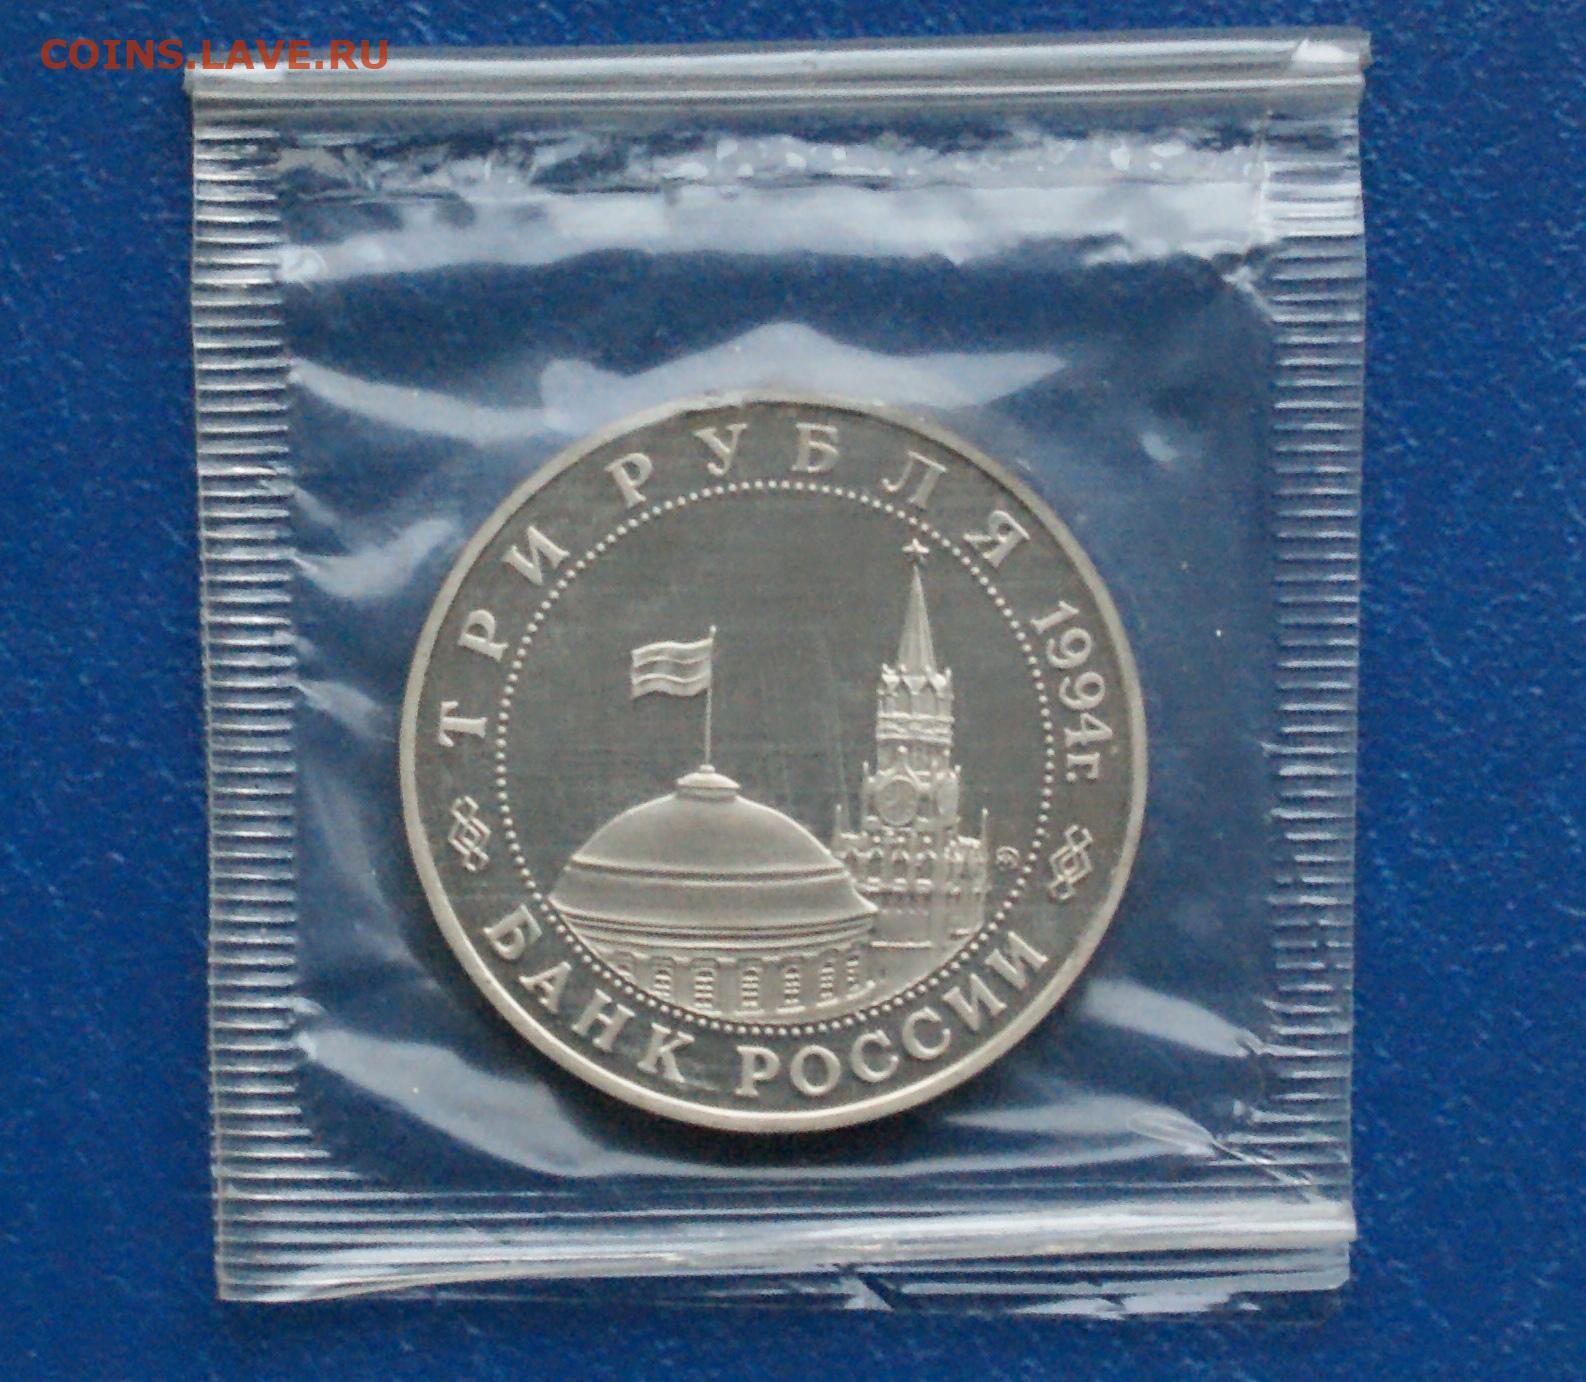 COINS.LAVE.RU
ТРИ РУБЛЯ 1994г.
БАНК РОССИИ